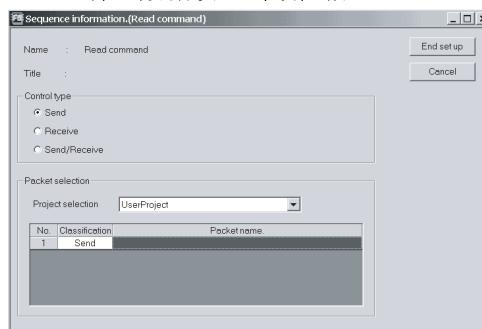 Sequence information.(Read command)
Name : Read command
End set up
Title :
Cancel
Control type
Send
Receive
Send/Receive
Packet selection
Project selection UserProject
No. Classification Packet name.
1 Send